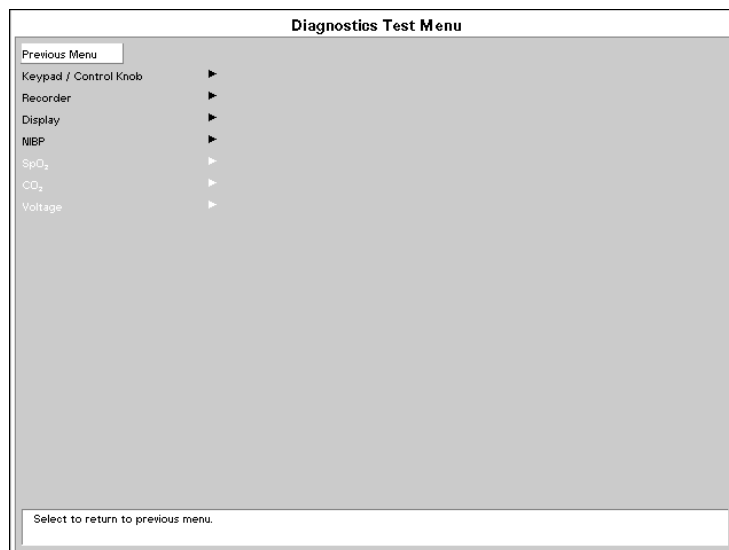 Diagnostics Test Menu
Previous Menu
Keypad / Control Knob
Recorder
Display
NIBP
SpO₂
CO₂
Voltage
Select to return to previous menu.